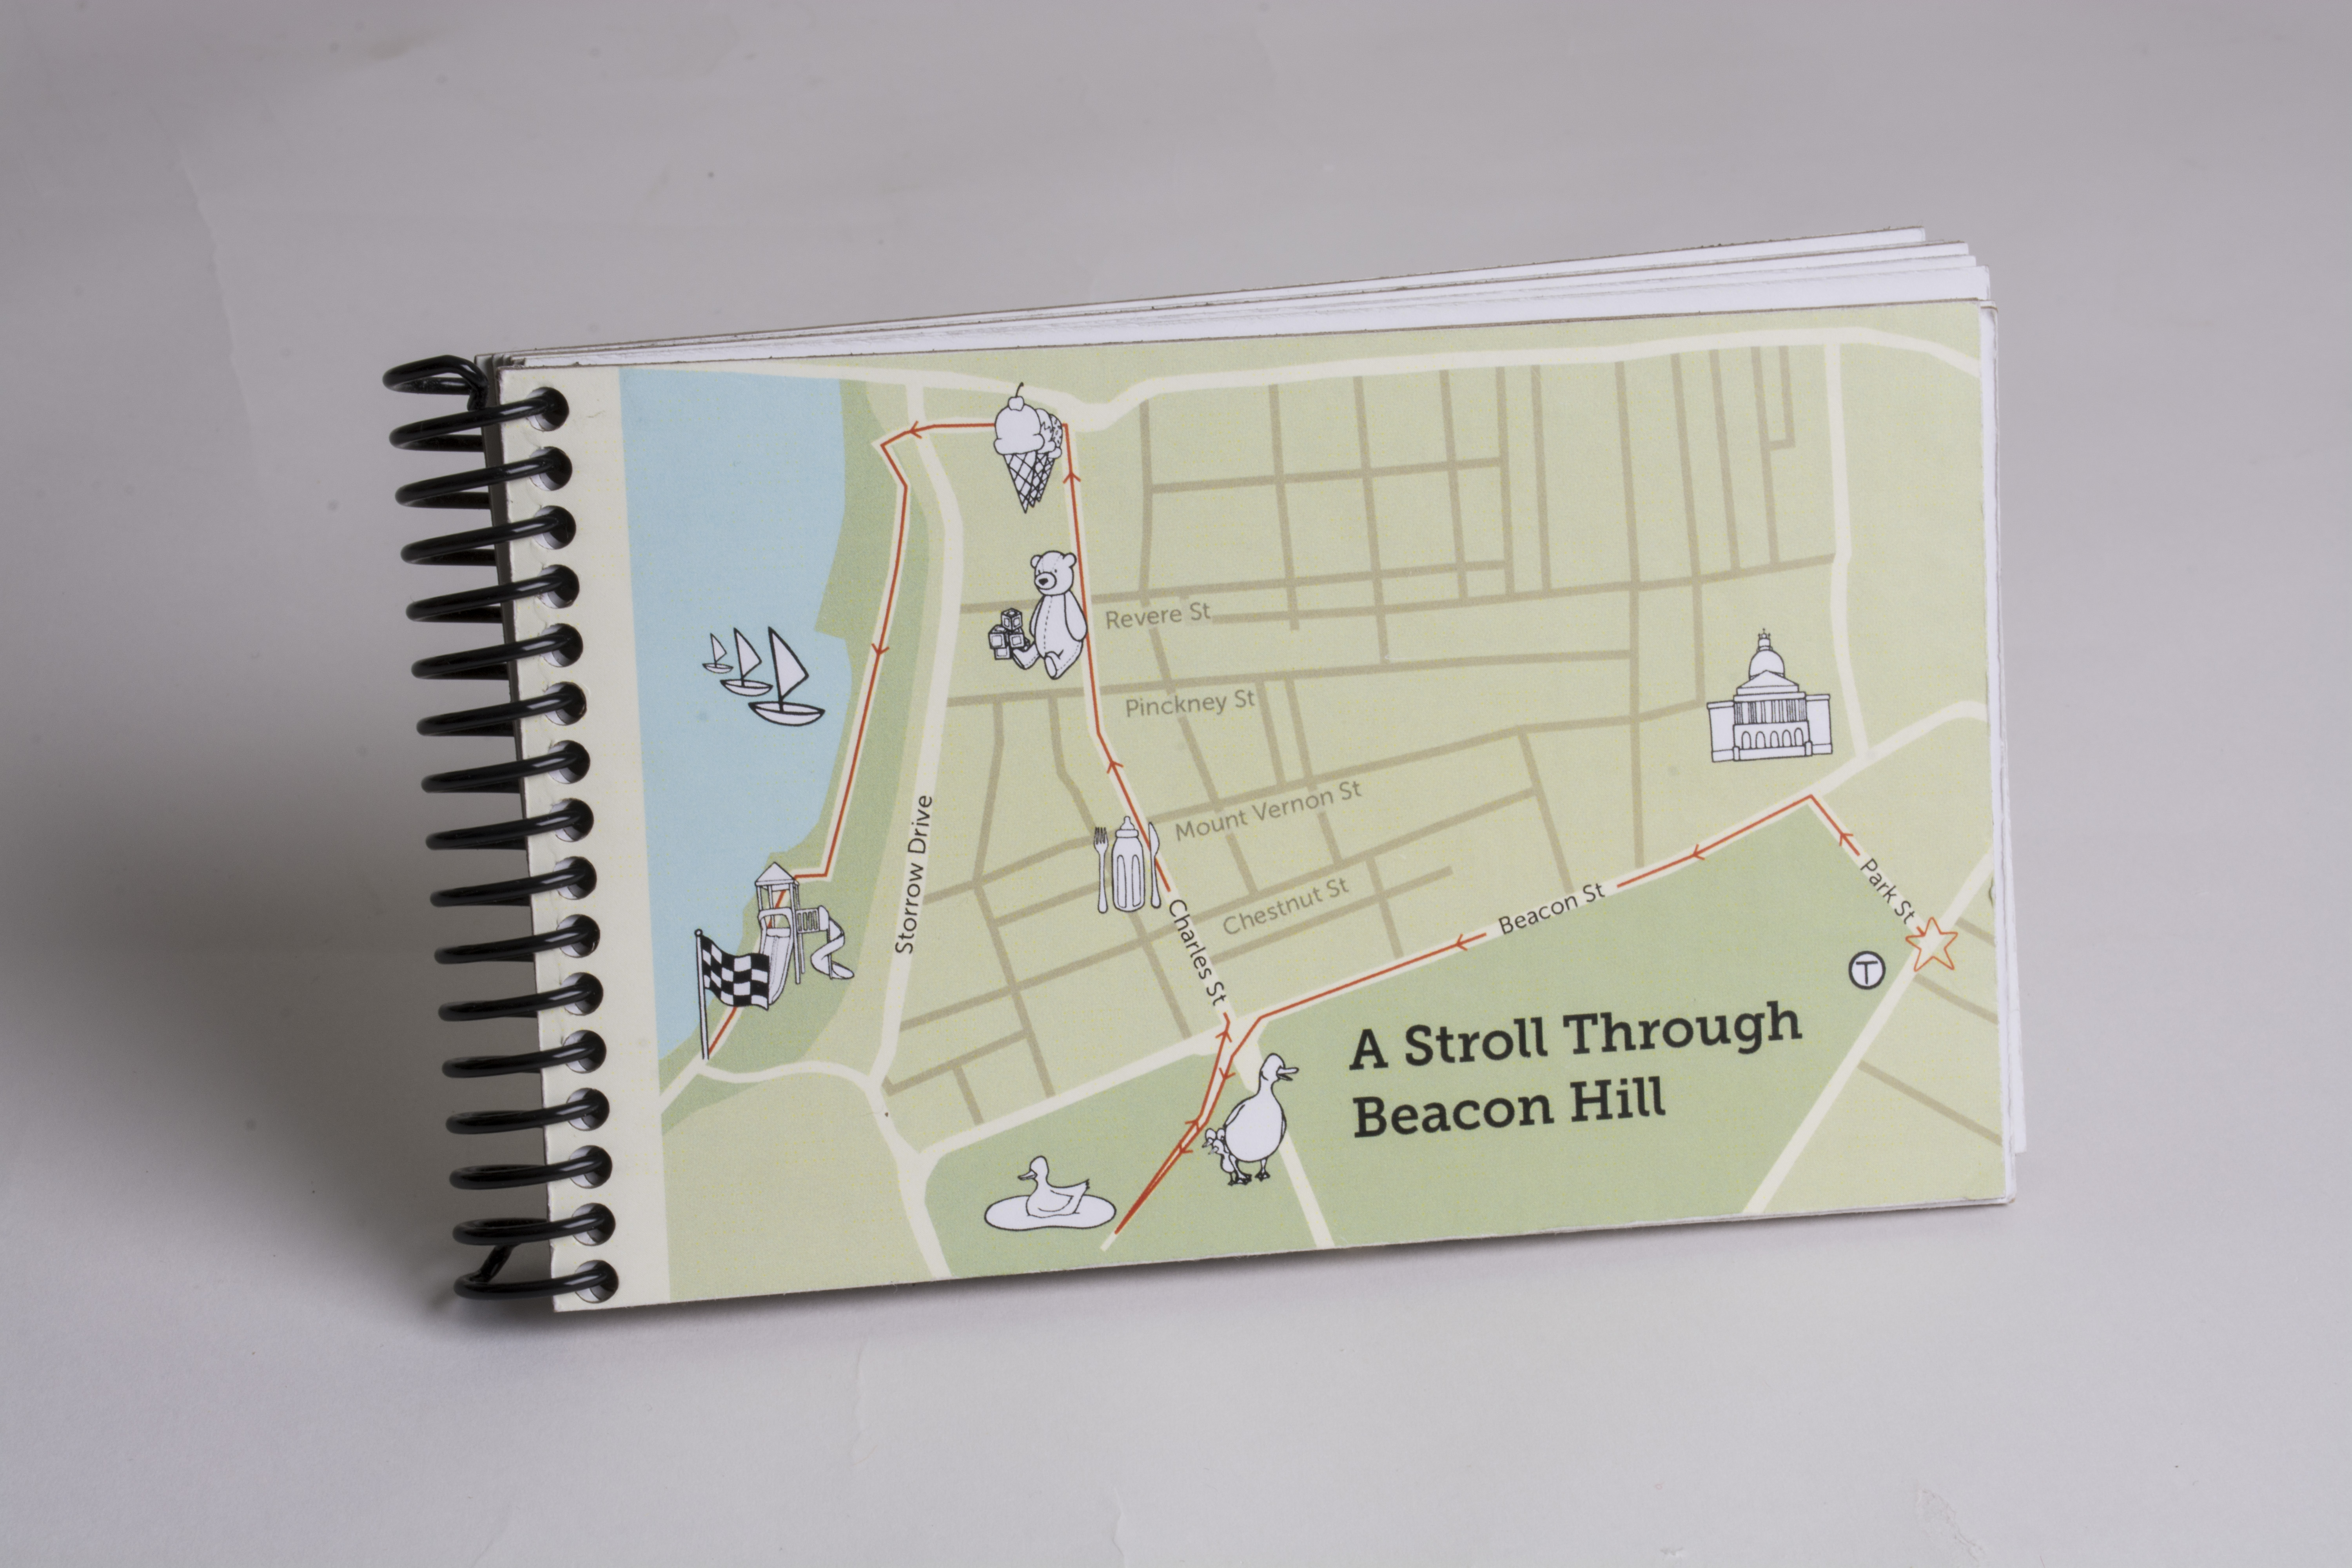 Revere St
Pinckney St
Mount Vernon St
Chestnut St
Storrow Drive
Charles St
Beacon St
Park St
T
A Stroll Through
Beacon Hill